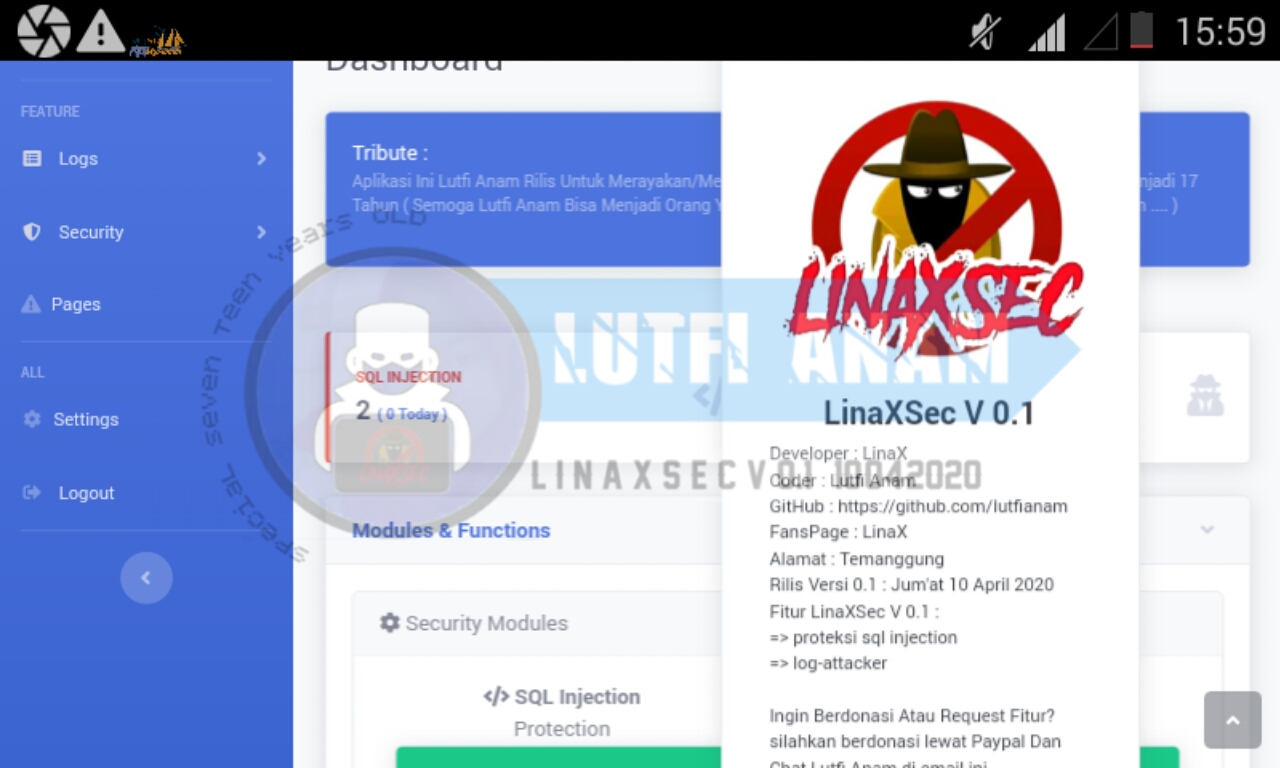 15:59
Dashboard
FEATURE
Logs
Security
Pages
ALL
Settings
Logout
Tribute :
Aplikasi Ini Lutfi Anam Rilis Untuk Merayakan/Me
njadi 17
Tahun ( Semoga Lutfi Anam Bisa Menjadi Orang Y
.... )
special seven Teen years OLD
LUTFI ANAM
LINAXSEC V 0.1 10042020
SQL INJECTION
2 ( 0 Today )
Modules & Functions
Security Modules
</> SQL Injection
Protection
LINAXSEC
LinaXSec V 0.1
Developer : LinaX
Coder : Lutfi Anam
GitHub : https://github.com/lutfianam
FansPage : LinaX
Alamat : Temanggung
Rilis Versi 0.1 : Jum'at 10 April 2020
Fitur LinaXSec V 0.1 :
=> proteksi sql injection
=> log-attacker
Ingin Berdonasi Atau Request Fitur?
silahkan berdonasi lewat Paypal Dan
Chat Lutfi Anam di email ini